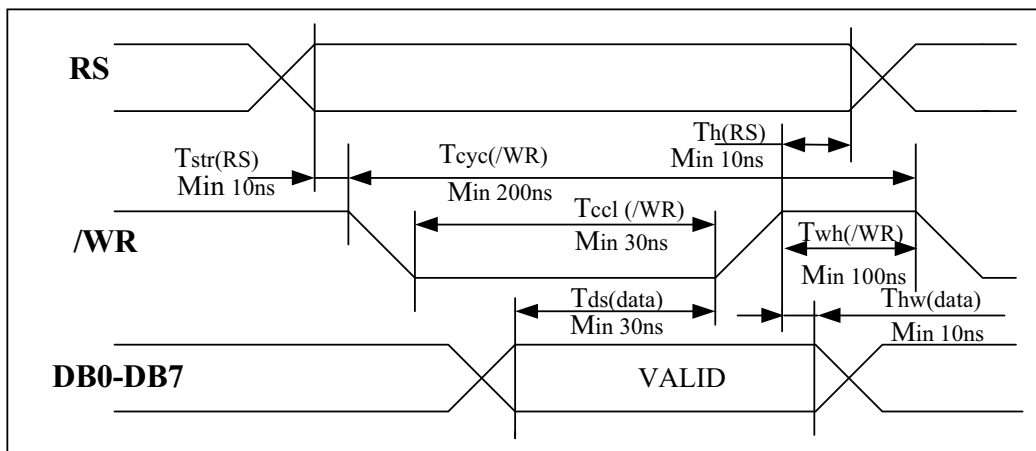 RS
Tstr(RS)
Min 10ns
Tcyc(/WR)
Min 200ns
Th(RS)
Min 10ns
/WR
Tccl (/WR)
Min 30ns
Twh(/WR)
Min 100ns
Tds(data)
Min 30ns
Thw(data)
Min 10ns
DB0-DB7
VALID